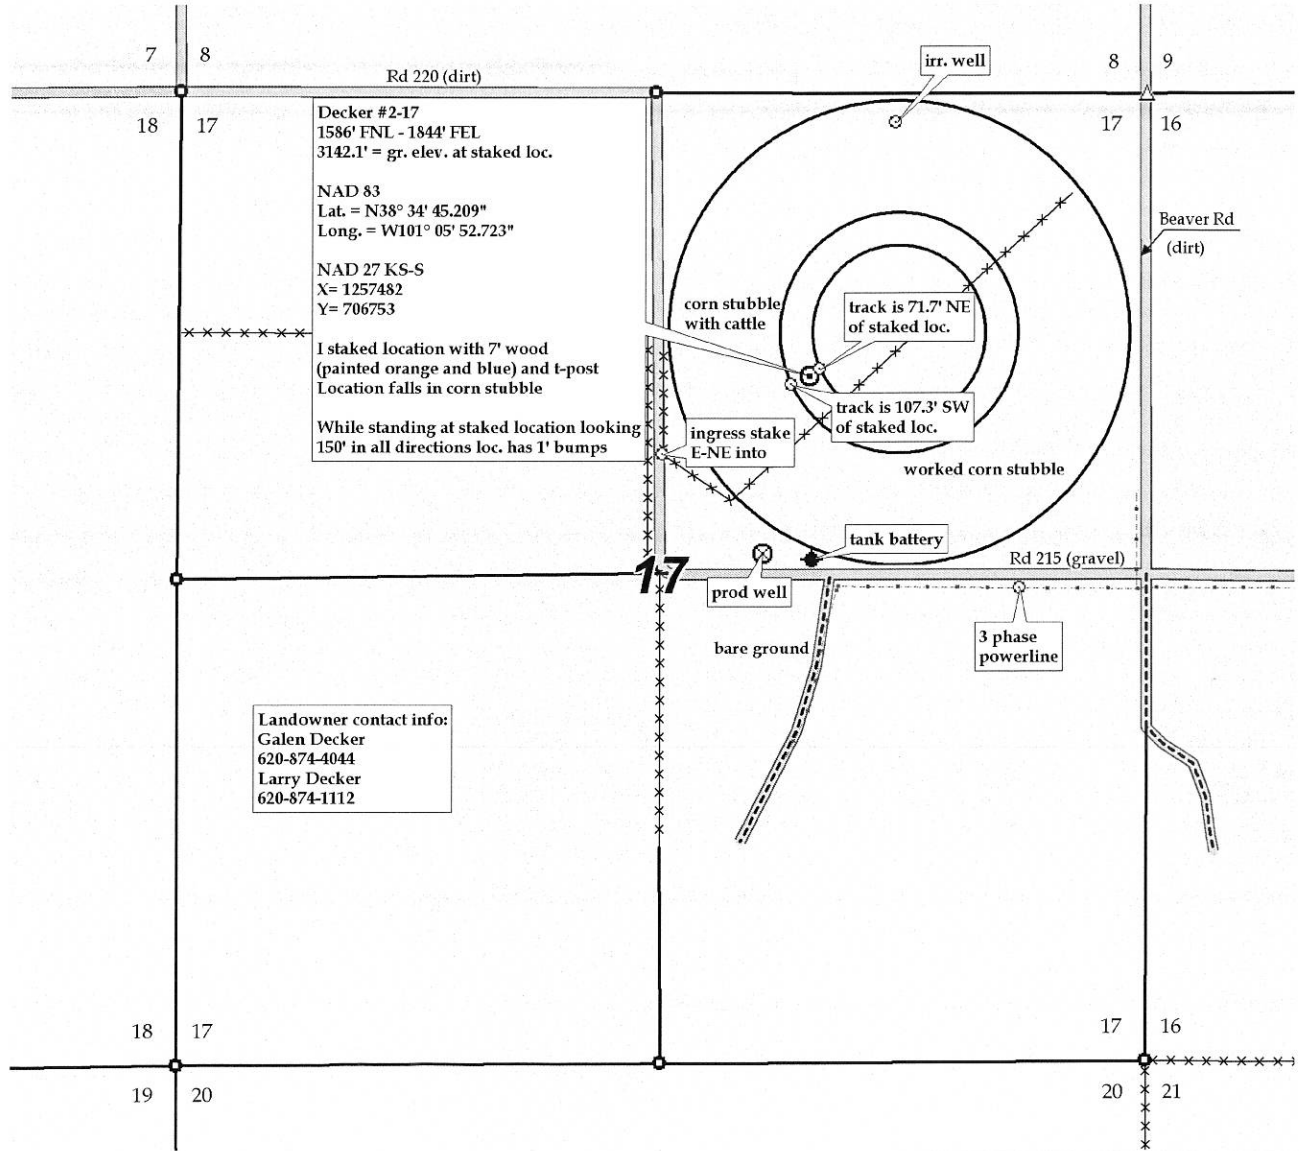 irr. well
7 8
8 9
Rd 220 (dirt)
18 17
17 16
Decker #2-17
1586' FNL - 1844' FEL
3142.1' = gr. elev. at staked loc.
NAD 83
Lat. = N38° 34' 45.209"
Long. = W101° 05' 52.723"
NAD 27 KS-S
X= 1257482
Y= 706753
I staked location with 7' wood
(painted orange and blue) and t-post
Location falls in corn stubble
While standing at staked location looking
150' in all directions loc. has 1' bumps
Beaver Rd
(dirt)
corn stubble
with cattle
track is 71.7' NE
of staked loc.
track is 107.3' SW
of staked loc.
ingress stake
E-NE into
worked corn stubble
tank battery
Rd 215 (gravel)
17
prod well
bare ground
3 phase
powerline
Landowner contact info:
Galen Decker
620-874-4044
Larry Decker
620-874-1112
18 17
17 16
19 20
20 21